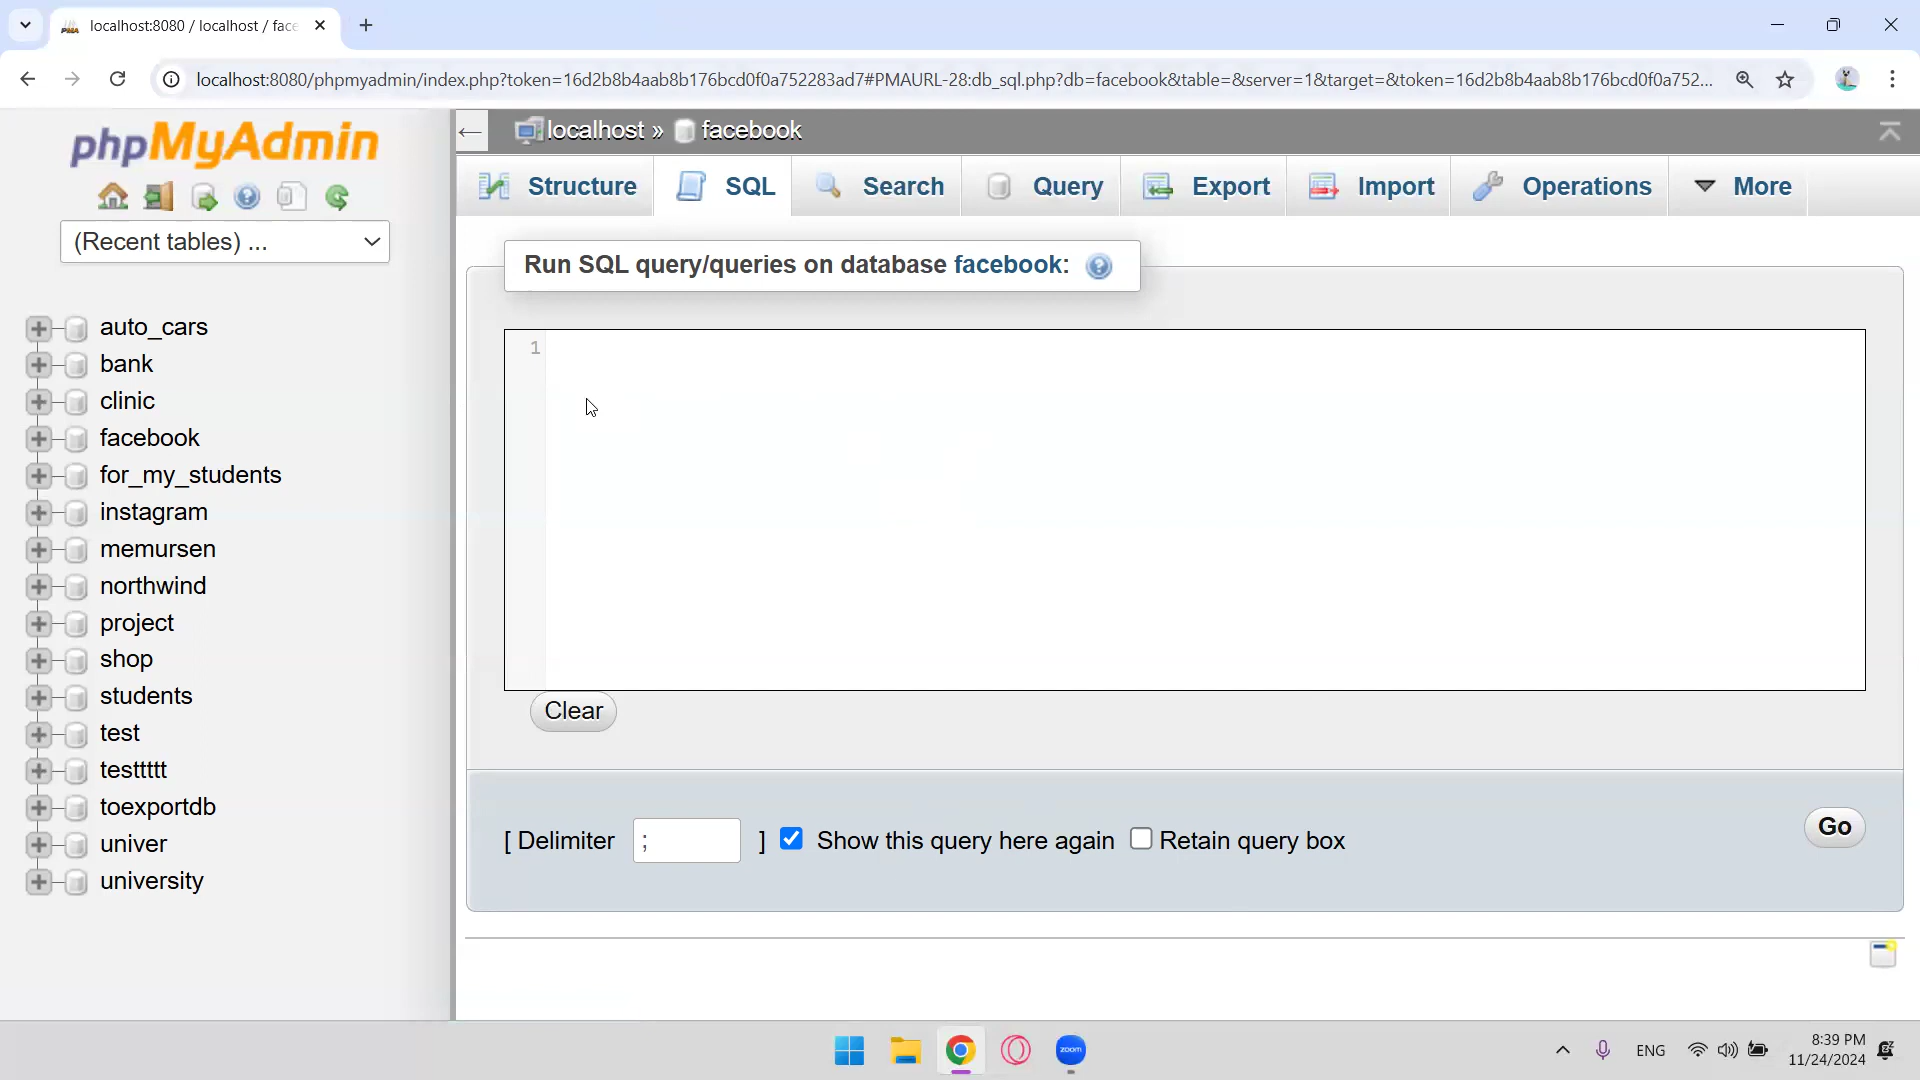 localhost:8080 / localhost / face
localhost:8080/phpmyadmin/index.php?token=16d2b8b4aab8b176bcd0f0a752283ad7#PMAURL-28:db_sql.php?db=facebook&table=&server=1&target=&token=16d2b8b4aab8b176bcd0f0a752...
phpMyAdmin
(Recent tables) ...
auto_cars
bank
clinic
facebook
for_my_students
instagram
memursen
northwind
project
shop
students
test
testtttt
toexportdb
univer
university
localhost » facebook
Structure SQL Search Query Export Import Operations More
Run SQL query/queries on database facebook:
1
Clear
[ Delimiter ; ] Show this query here again Retain query box
Go
zoom
ENG
8:39 PM
11/24/2024